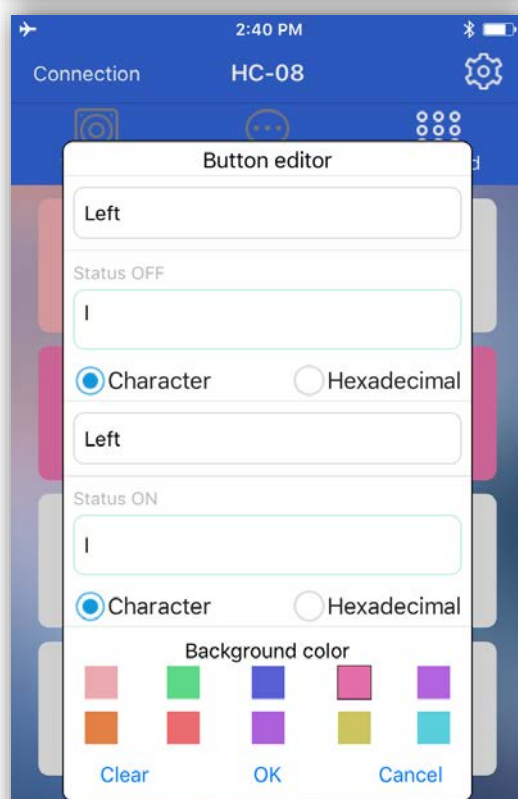 2:40 PM
Connection HC-08
Button editor
Left
Status OFF
l
Character Hexadecimal
Left
Status ON
l
Character Hexadecimal
Background color
Clear OK Cancel